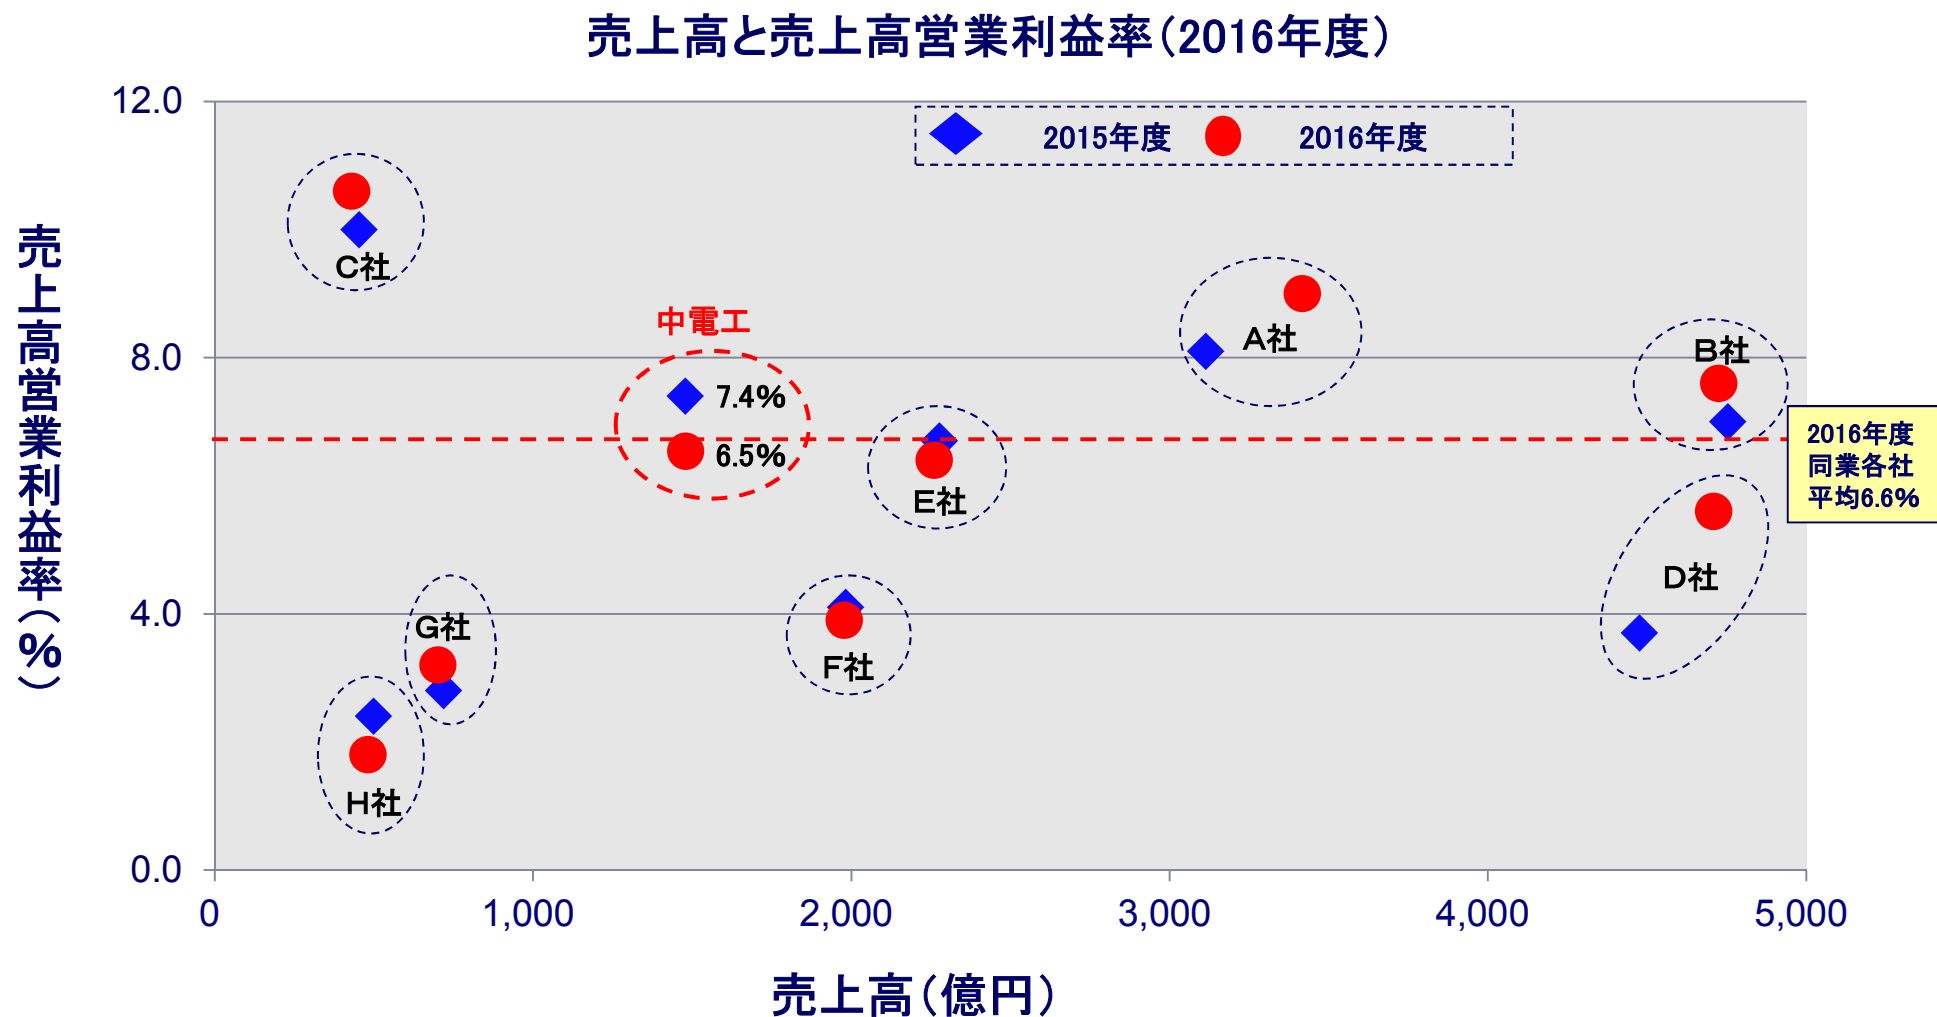 売上高と売上高営業利益率（2016年度）
12.0
8.0
4.0
0.0
売上高営業利益率（％）
2015年度
2016年度
Ｃ社
中電工
7.4%
6.5%
Ａ社
Ｂ社
Ｅ社
2016年度
同業各社
平均6.6%
Ｄ社
Ｇ社
Ｆ社
Ｈ社
0
1,000
2,000
3,000
4,000
5,000
売上高（億円）